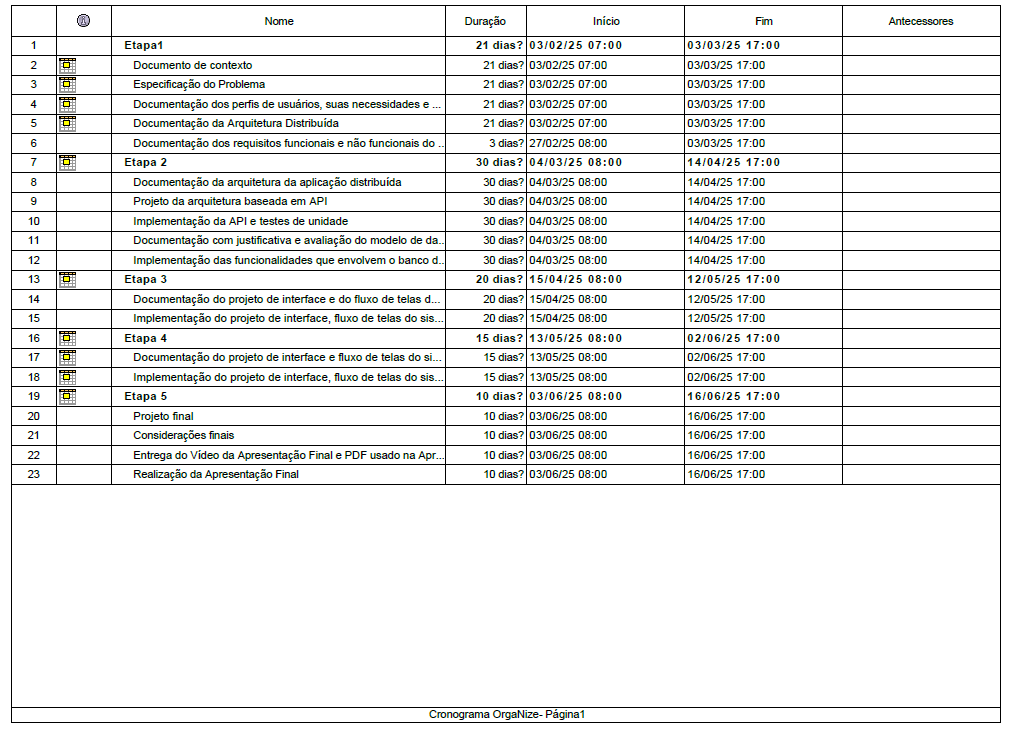 Nome Duração Início Fim Antecessores
1 Etapa1 21 dias? 03/02/25 07:00 03/03/25 17:00
2 Documento de contexto 21 dias? 03/02/25 07:00 03/03/25 17:00
3 Especificação do Problema 21 dias? 03/02/25 07:00 03/03/25 17:00
4 Documentação dos perfis de usuários, suas necessidades e ... 21 dias? 03/02/25 07:00 03/03/25 17:00
5 Documentação da Arquitetura Distribuída 21 dias? 03/02/25 07:00 03/03/25 17:00
6 Documentação dos requisitos funcionais e não funcionais do ... 3 dias? 27/02/25 08:00 03/03/25 17:00
7 Etapa 2 30 dias? 04/03/25 08:00 14/04/25 17:00
8 Documentação da arquitetura da aplicação distribuída 30 dias? 04/03/25 08:00 14/04/25 17:00
9 Projeto da arquitetura baseada em API 30 dias? 04/03/25 08:00 14/04/25 17:00
10 Implementação da API e testes de unidade 30 dias? 04/03/25 08:00 14/04/25 17:00
11 Documentação com justificativa e avaliação do modelo de da... 30 dias? 04/03/25 08:00 14/04/25 17:00
12 Implementação das funcionalidades que envolvem o banco d... 30 dias? 04/03/25 08:00 14/04/25 17:00
13 Etapa 3 20 dias? 15/04/25 08:00 12/05/25 17:00
14 Documentação do projeto de interface e do fluxo de telas d... 20 dias? 15/04/25 08:00 12/05/25 17:00
15 Implementação do projeto de interface, fluxo de telas do sis... 20 dias? 15/04/25 08:00 12/05/25 17:00
16 Etapa 4 15 dias? 13/05/25 08:00 02/06/25 17:00
17 Documentação do projeto de interface e fluxo de telas do si... 15 dias? 13/05/25 08:00 02/06/25 17:00
18 Implementação do projeto de interface, fluxo de telas do sis... 15 dias? 13/05/25 08:00 02/06/25 17:00
19 Etapa 5 10 dias? 03/06/25 08:00 16/06/25 17:00
20 Projeto final 10 dias? 03/06/25 08:00 16/06/25 17:00
21 Considerações finais 10 dias? 03/06/25 08:00 16/06/25 17:00
22 Entrega do Vídeo da Apresentação Final e PDF usado na Apr... 10 dias? 03/06/25 08:00 16/06/25 17:00
23 Realização da Apresentação Final 10 dias? 03/06/25 08:00 16/06/25 17:00
Cronograma OrgaNize- Página1